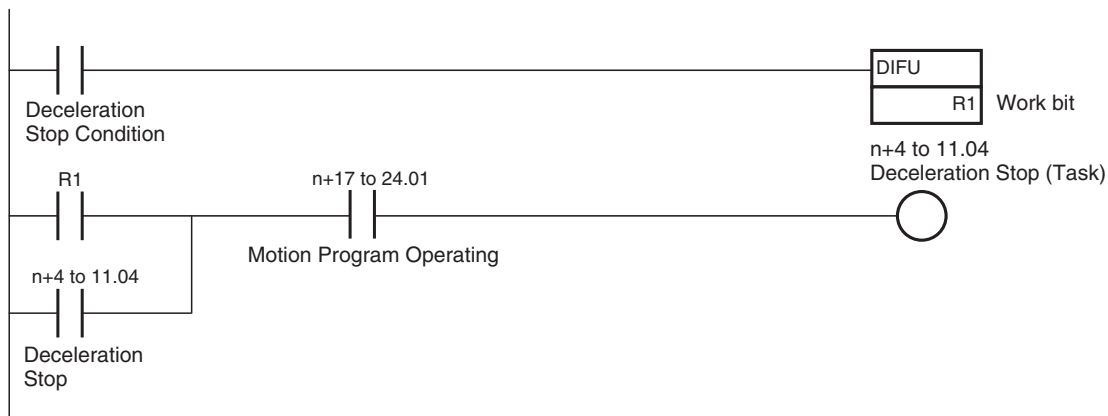 DIFU
Deceleration
Stop Condition
R1 Work bit
n+4 to 11.04
Deceleration Stop (Task)
R1
n+17 to 24.01
Motion Program Operating
n+4 to 11.04
Deceleration
Stop